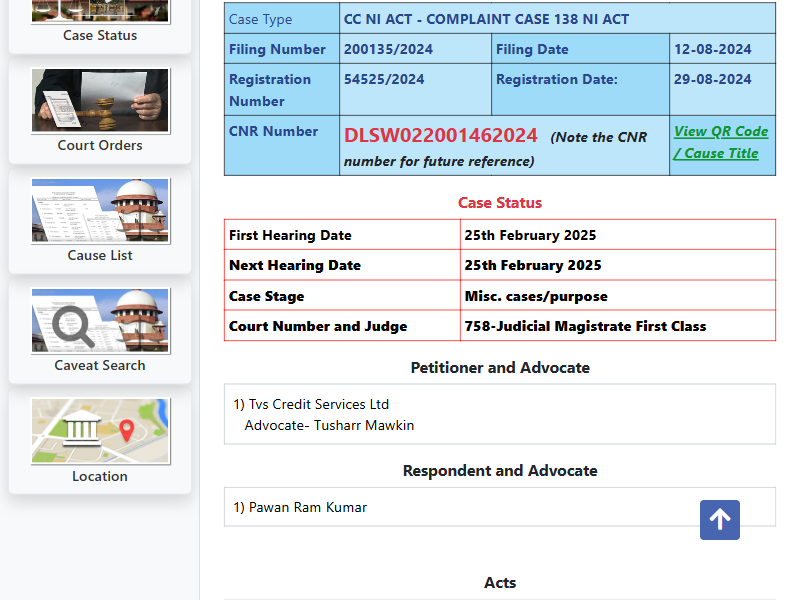 Case Status
Court Orders
Cause List
Caveat Search
Location
Case Type CC NI ACT - COMPLAINT CASE 138 NI ACT
Filing Number 200135/2024 Filing Date 12-08-2024
Registration Number 54525/2024 Registration Date: 29-08-2024
CNR Number DLSW022001462024 (Note the CNR number for future reference) View QR Code / Cause Title
Case Status
First Hearing Date 25th February 2025
Next Hearing Date 25th February 2025
Case Stage Misc. cases/purpose
Court Number and Judge 758-Judicial Magistrate First Class
Petitioner and Advocate
1) Tvs Credit Services Ltd
Advocate- Tusharr Mawkin
Respondent and Advocate
1) Pawan Ram Kumar
Acts